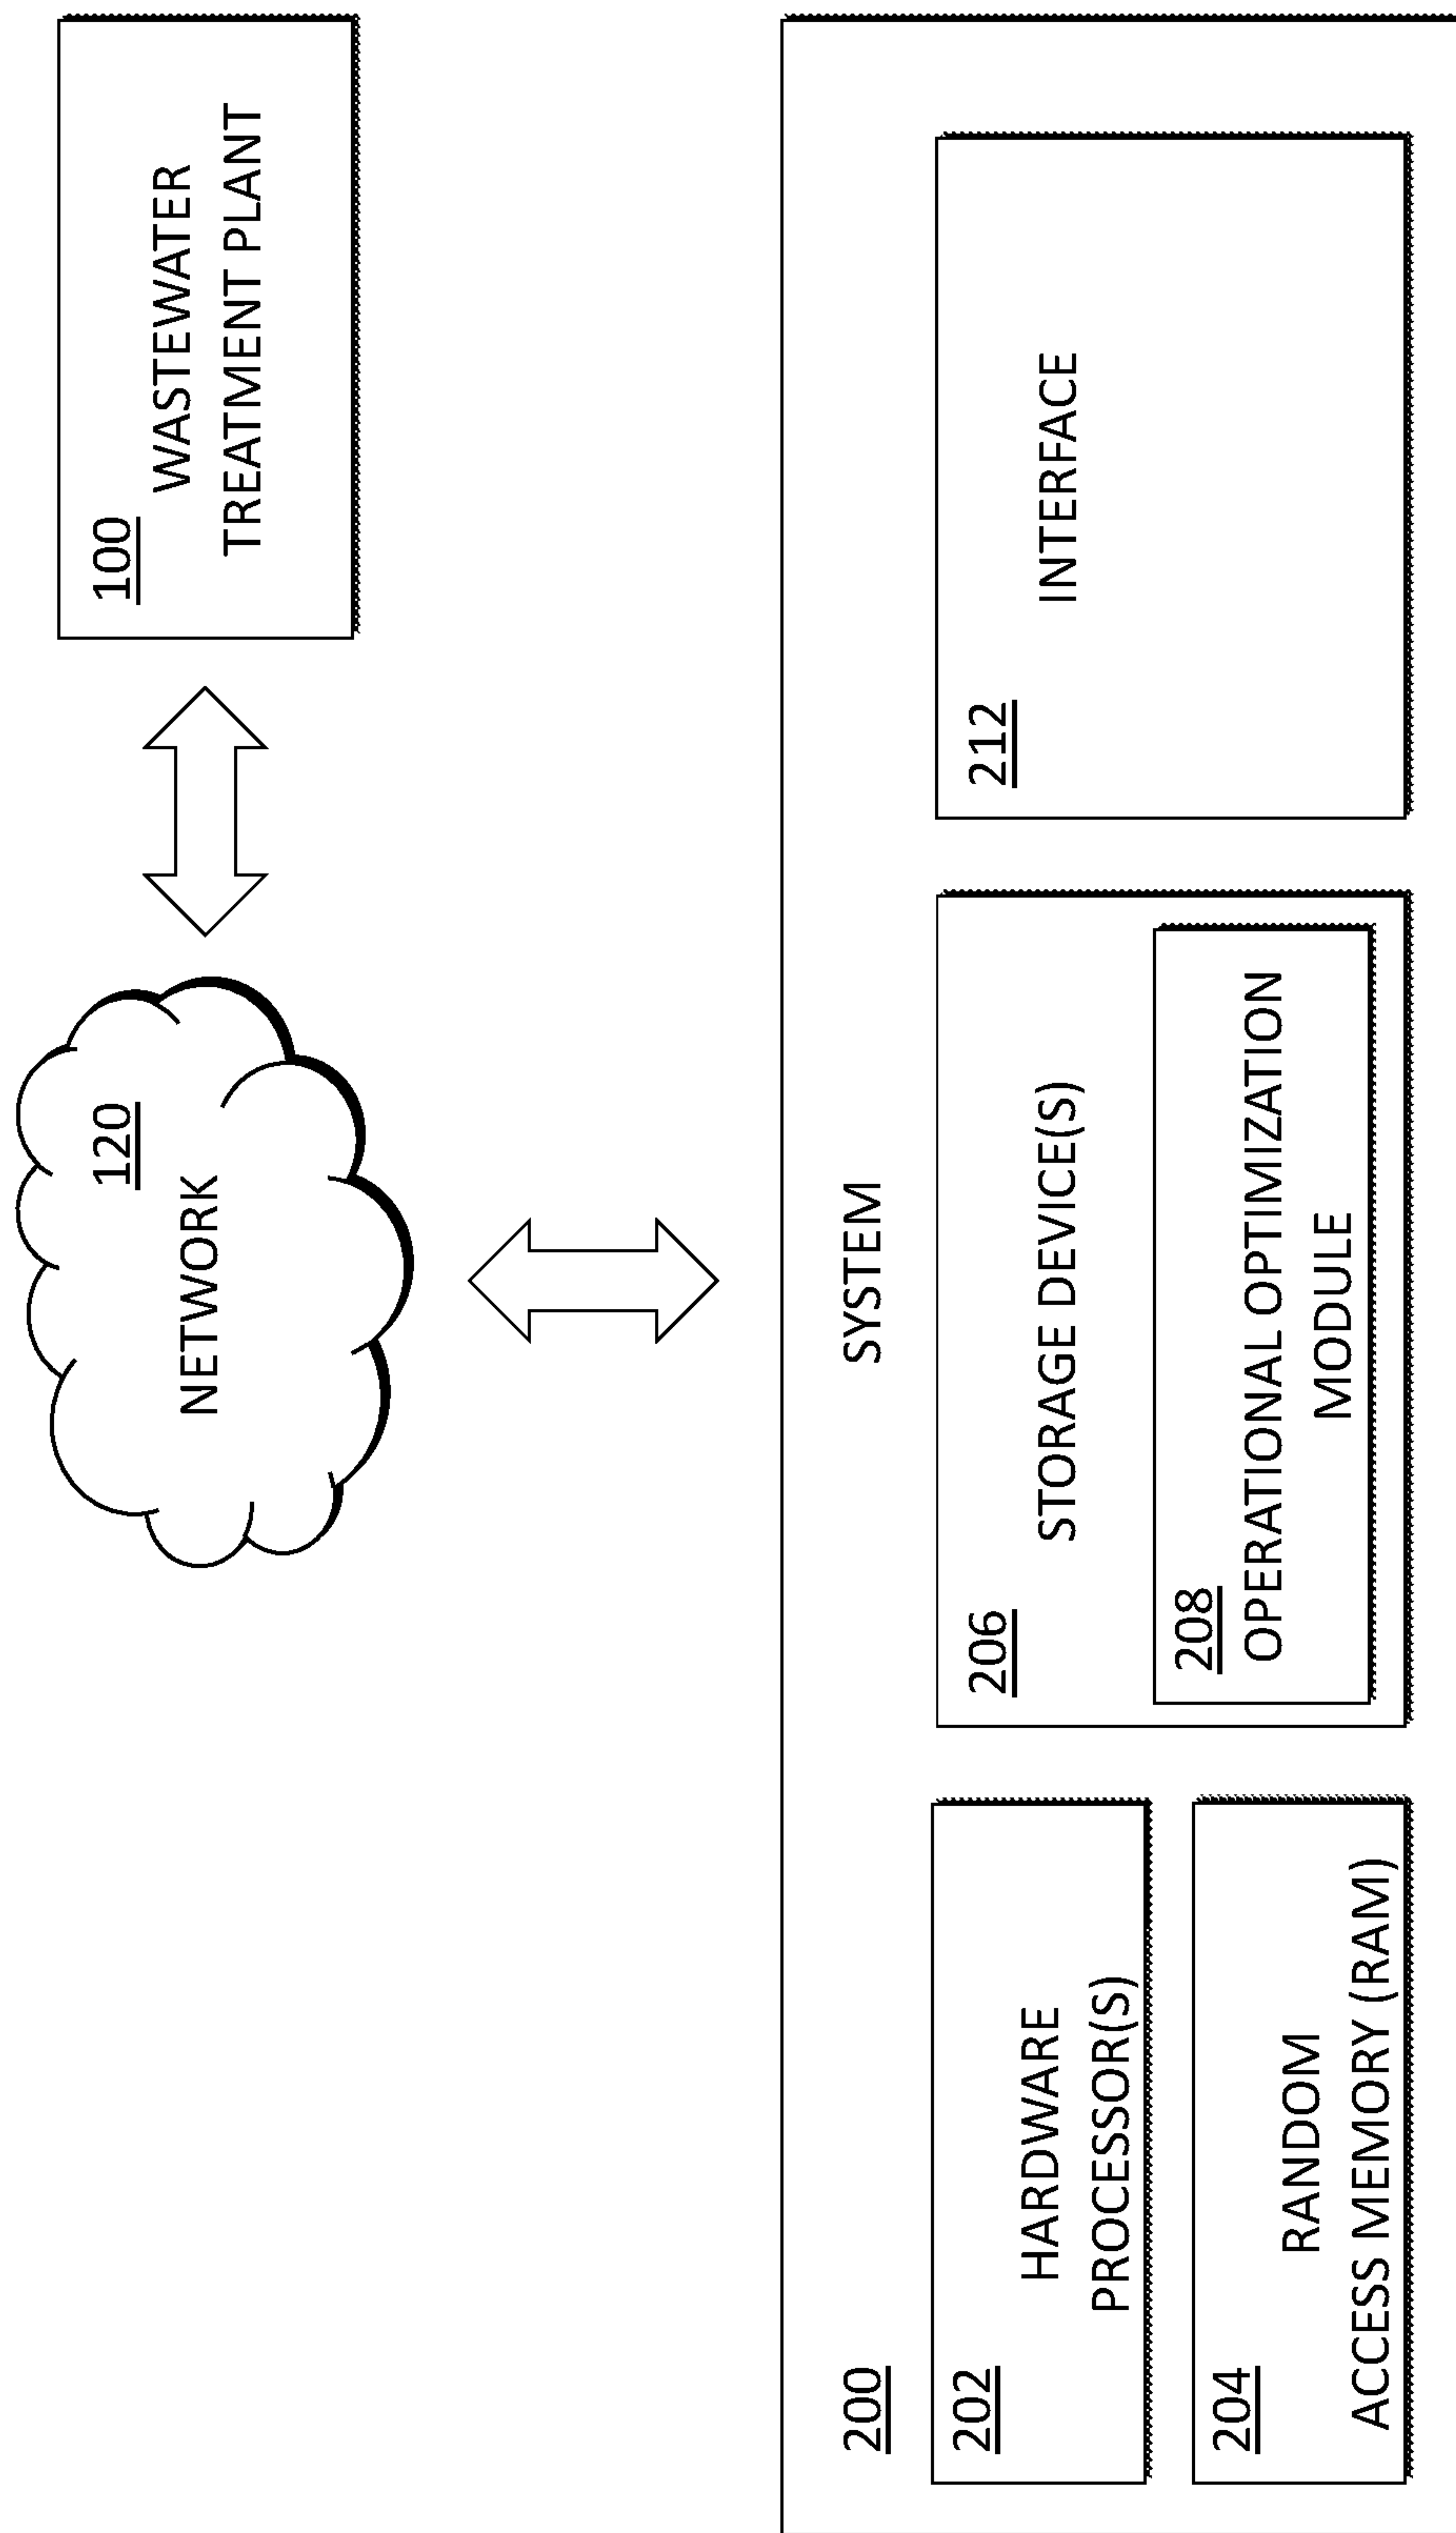 120
NETWORK
100
WASTEWATER
TREATMENT PLANT
200
SYSTEM
202
HARDWARE
PROCESSOR(S)
204
RANDOM
ACCESS MEMORY (RAM)
206
STORAGE DEVICE(S)
208
OPERATIONAL OPTIMIZATION
MODULE
212
INTERFACE